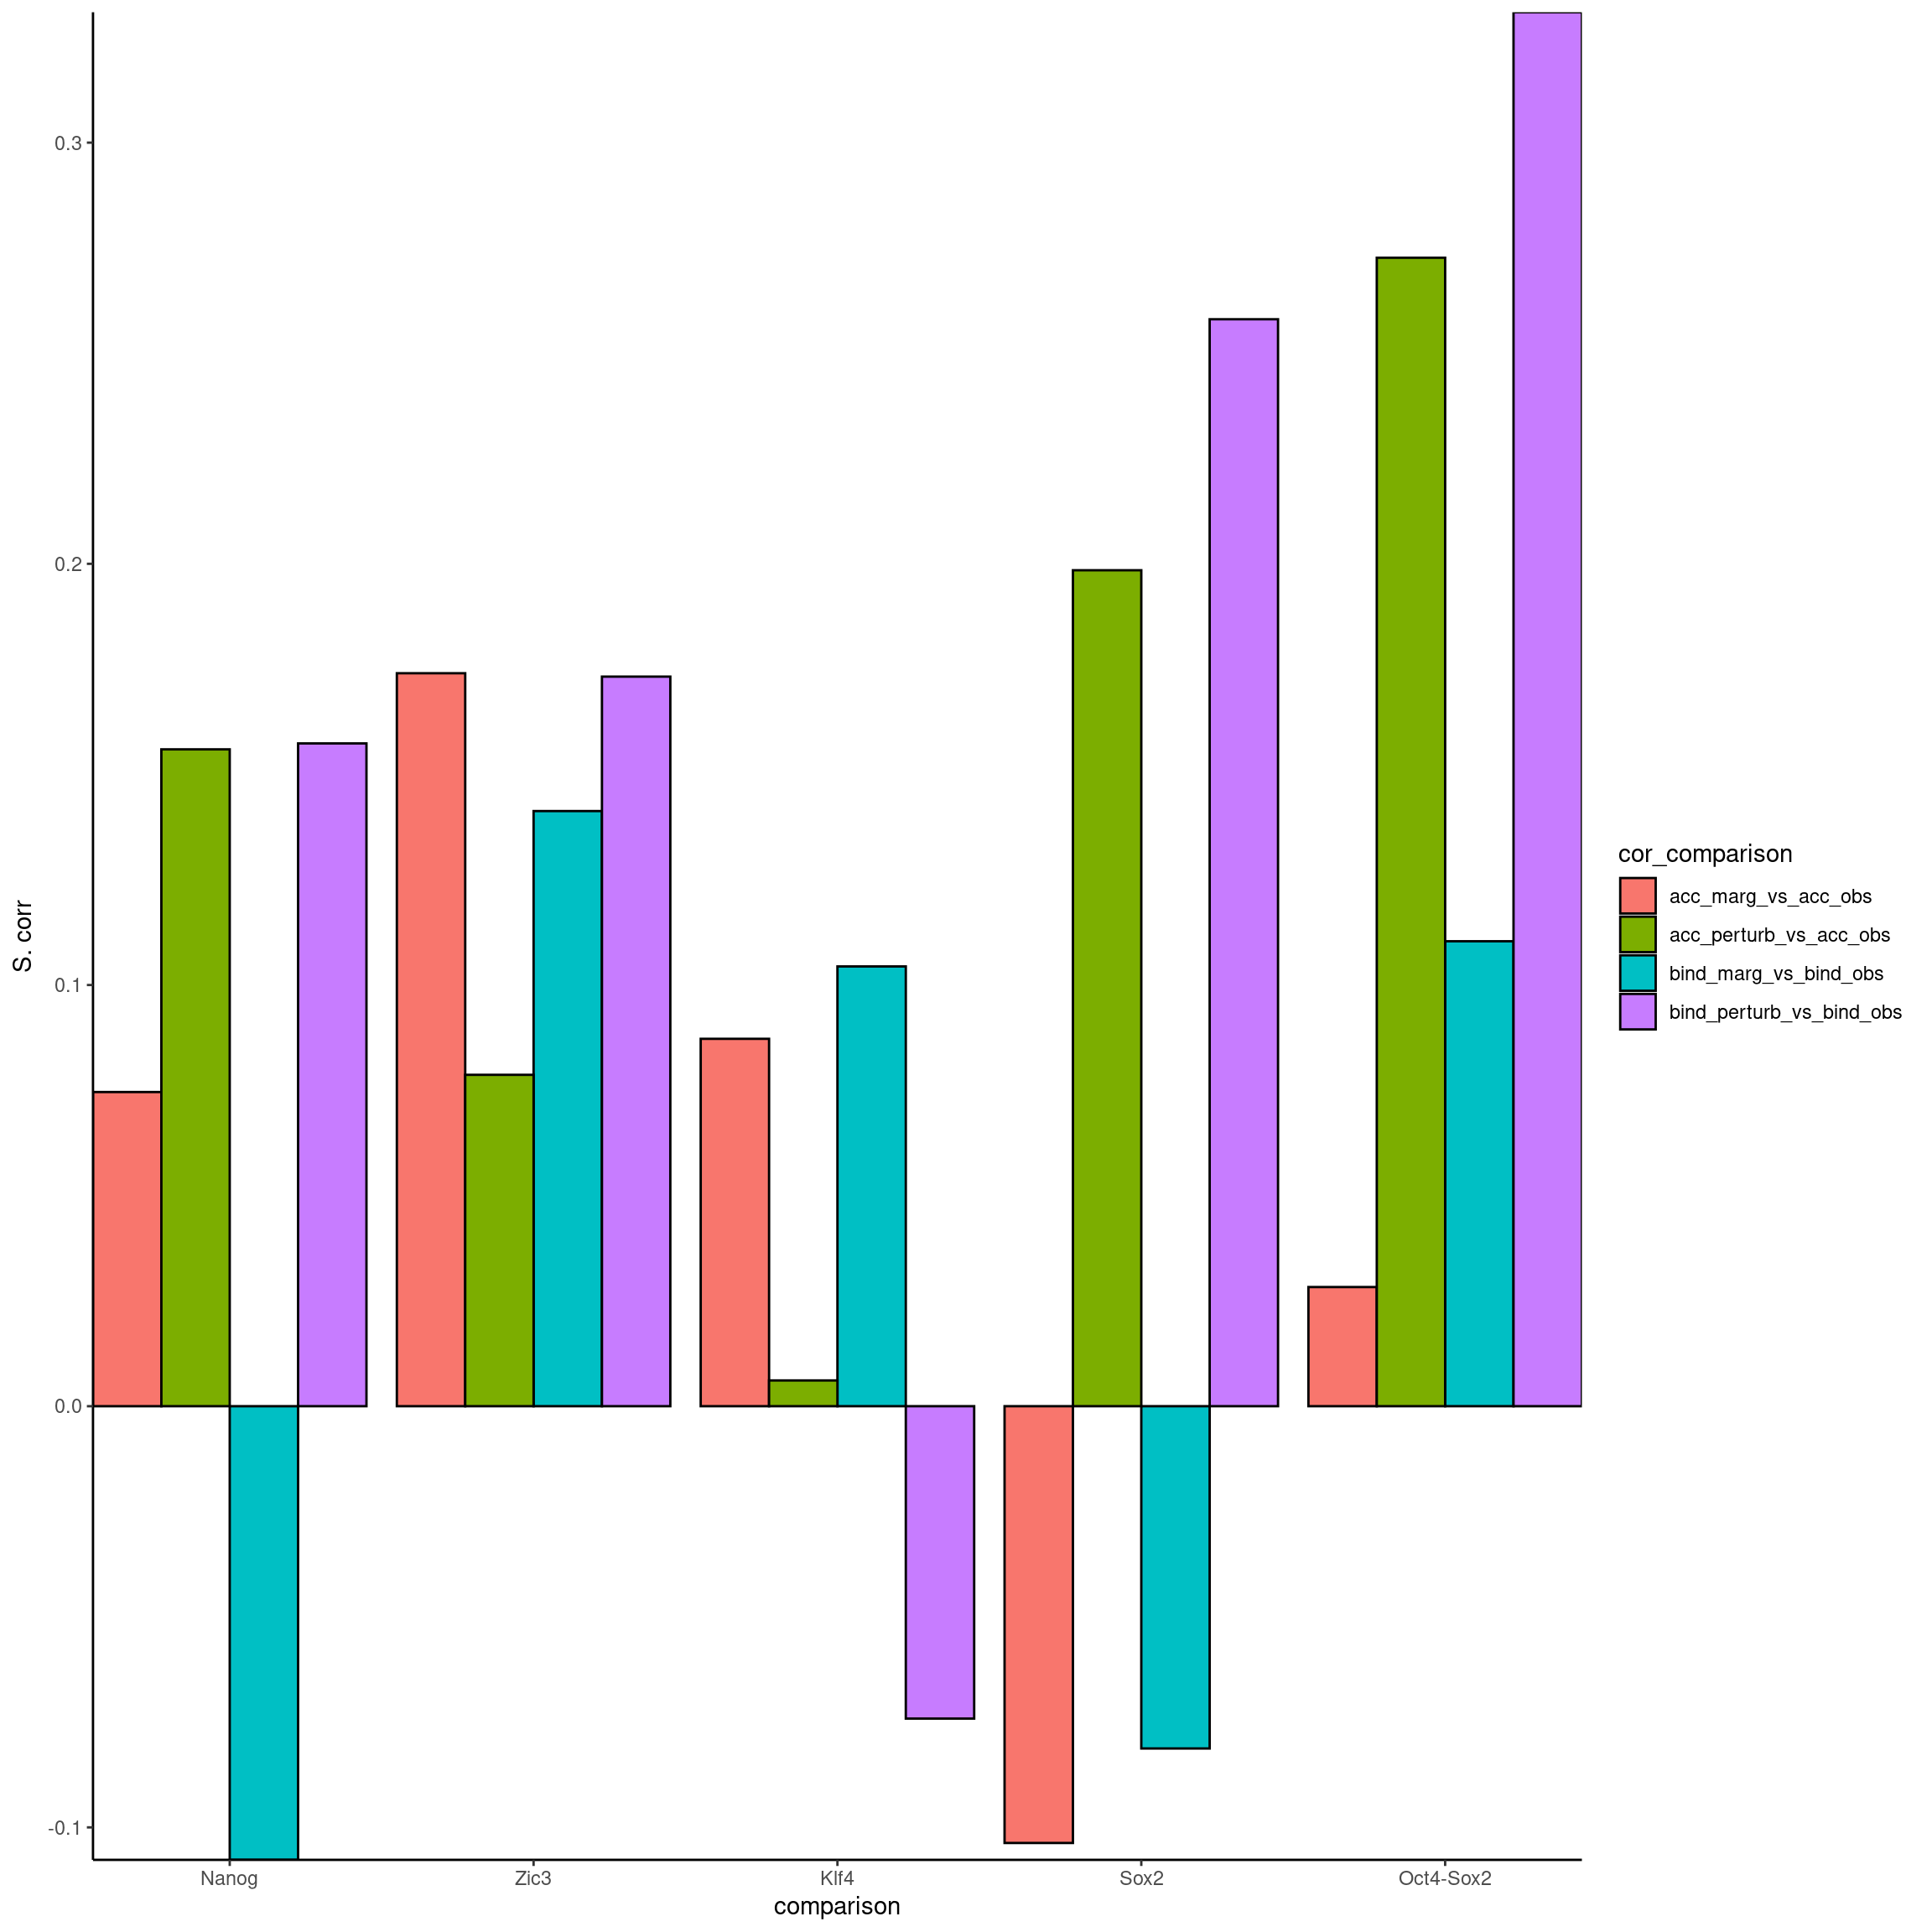 S. corr
0.3
0.2
0.1
0.0
-0.1
Nanog
Zic3
Klf4
Sox2
Oct4-Sox2
comparison
cor_comparison
acc_marg_vs_acc_obs
acc_perturb_vs_acc_obs
bind_marg_vs_bind_obs
bind_perturb_vs_bind_obs